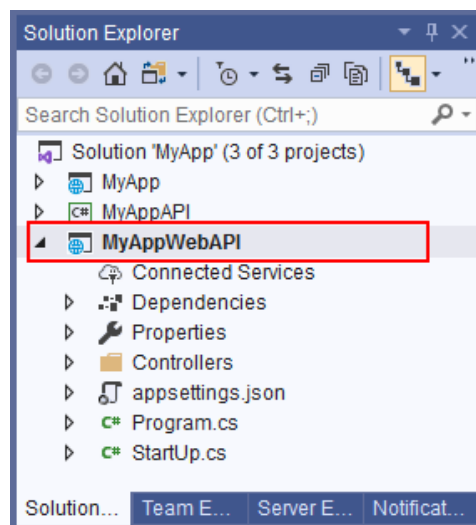 Solution Explorer
Search Solution Explorer (Ctrl+;)
Solution 'MyApp' (3 of 3 projects)
MyApp
C# MyAppAPI
MyAppWebAPI
Connected Services
Dependencies
Properties
Controllers
appsettings.json
C# Program.cs
C# StartUp.cs
Solution... Team E... Server E... Notificat...